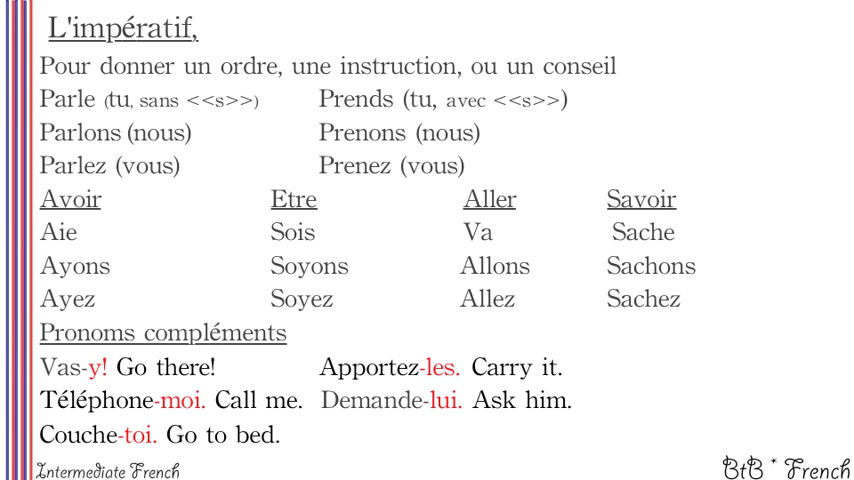 L'impératif,
Pour donner un ordre, une instruction, ou un conseil
Parle (tu, sans <<s>>) Prends (tu, avec <<s>>)
Parlons (nous) Prenons (nous)
Parlez (vous) Prenez (vous)
Avoir Etre Aller Savoir
Aie Sois Va Sache
Ayons Soyons Allons Sachons
Ayez Soyez Allez Sachez
Pronoms compléments
Vas-y! Go there! Apportez-les. Carry it.
Téléphone-moi. Call me. Demande-lui. Ask him.
Couche-toi. Go to bed.
Intermediate French BtB * French